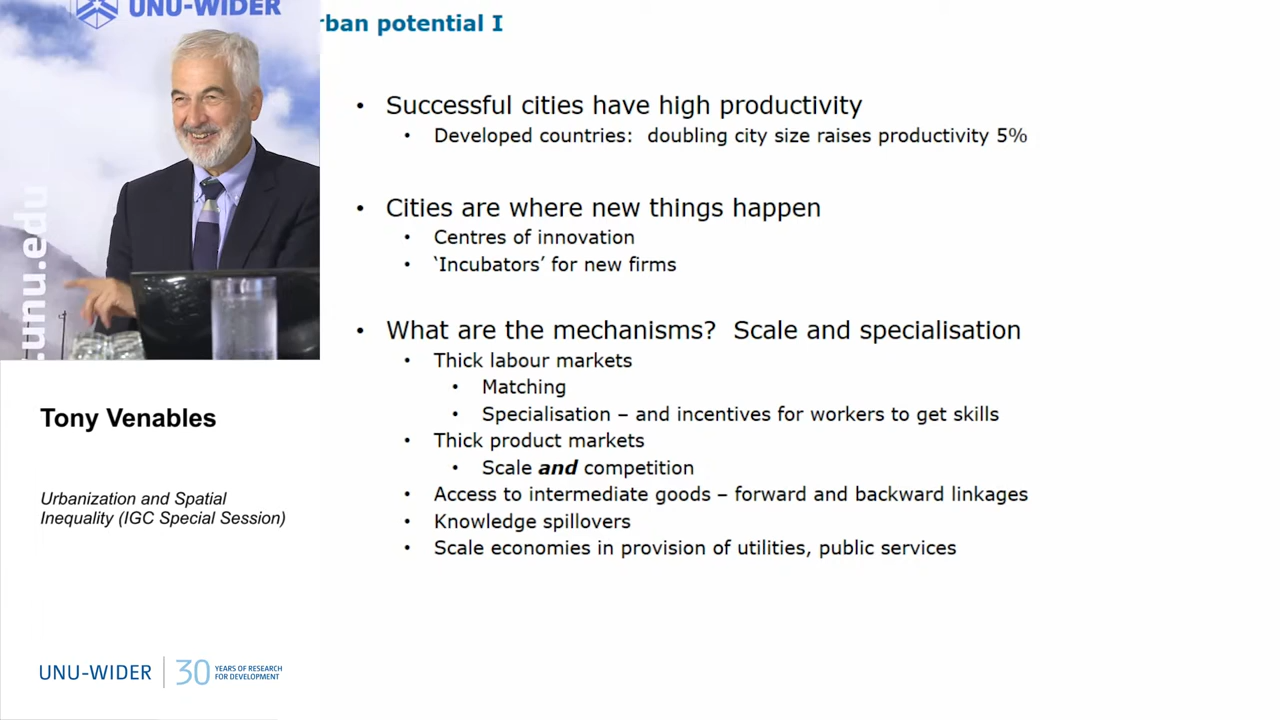 UNU-WIDER
.unu.edu
Tony Venables
Urbanization and Spatial
Inequality (IGC Special Session)
UNU-WIDER
30 YEARS OF RESEARCH
FOR DEVELOPMENT
rban potential I
• Successful cities have high productivity
• Developed countries: doubling city size raises productivity 5%
• Cities are where new things happen
• Centres of innovation
• ‘Incubators’ for new firms
• What are the mechanisms? Scale and specialisation
• Thick labour markets
• Matching
• Specialisation – and incentives for workers to get skills
• Thick product markets
• Scale and competition
• Access to intermediate goods – forward and backward linkages
• Knowledge spillovers
• Scale economies in provision of utilities, public services